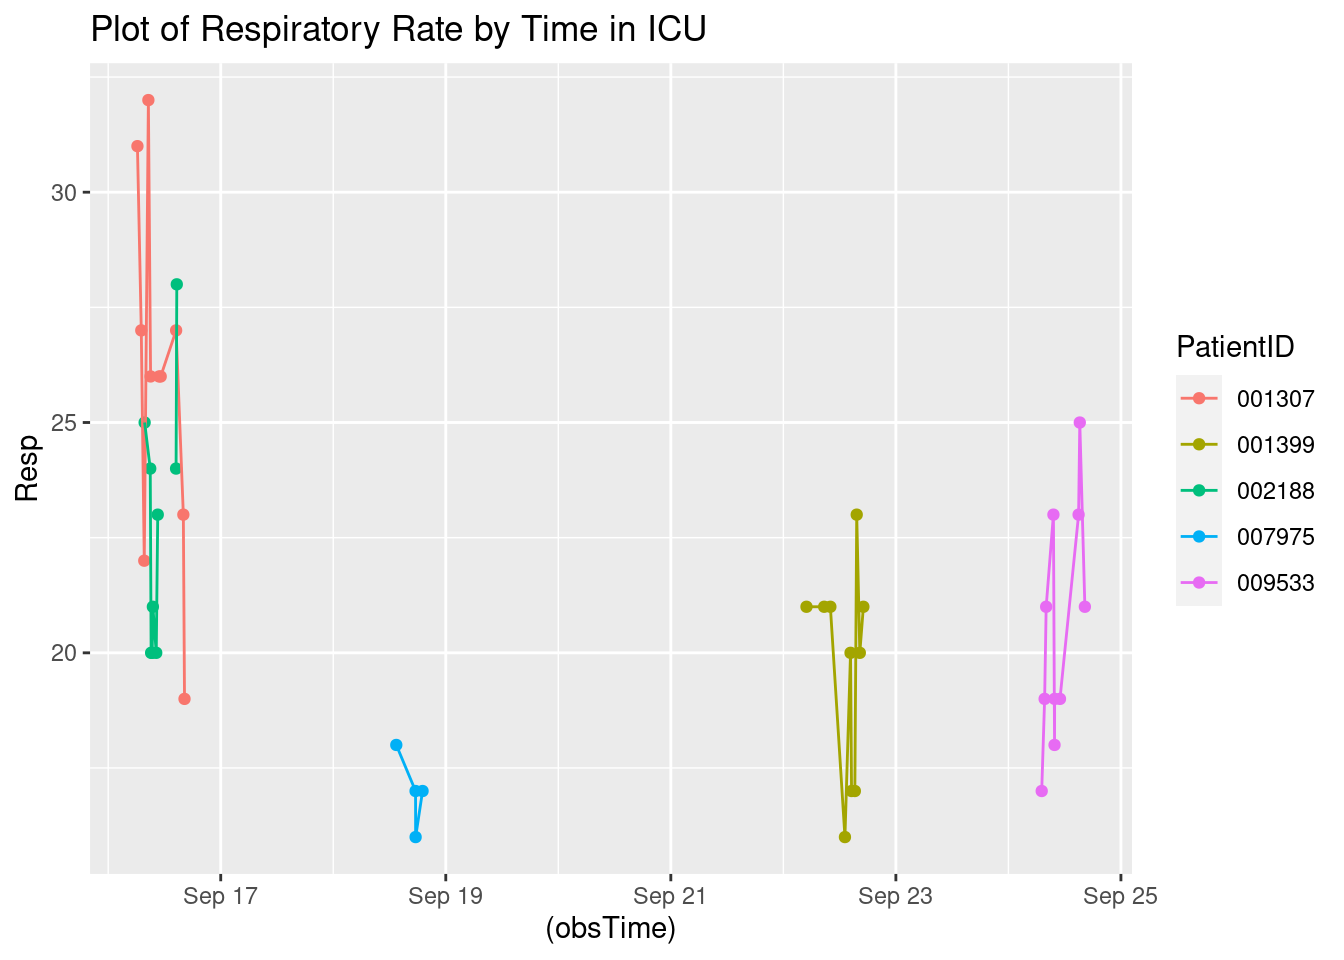 Plot of Respiratory Rate by Time in ICU
Resp
30
25
20
Sep 17
Sep 19
Sep 21
Sep 23
Sep 25
(obsTime)
PatientID
001307
001399
002188
007975
009533